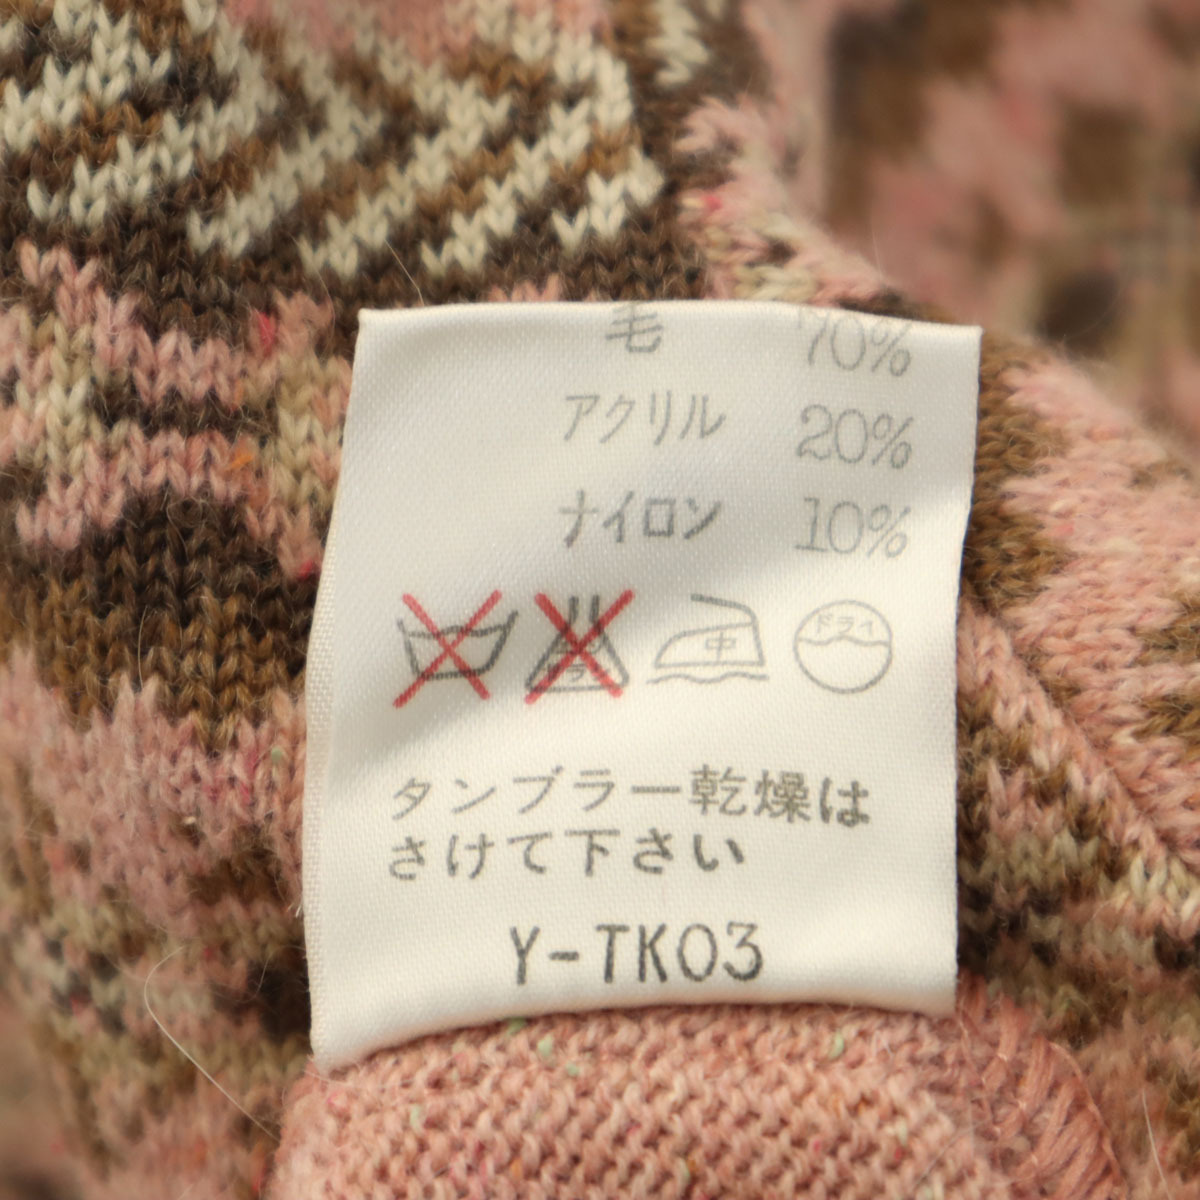 毛 70%
アクリル 20%
ナイロン 10%
中 ドライ
タンブラー乾燥は
さけて下さい
Y-TK03